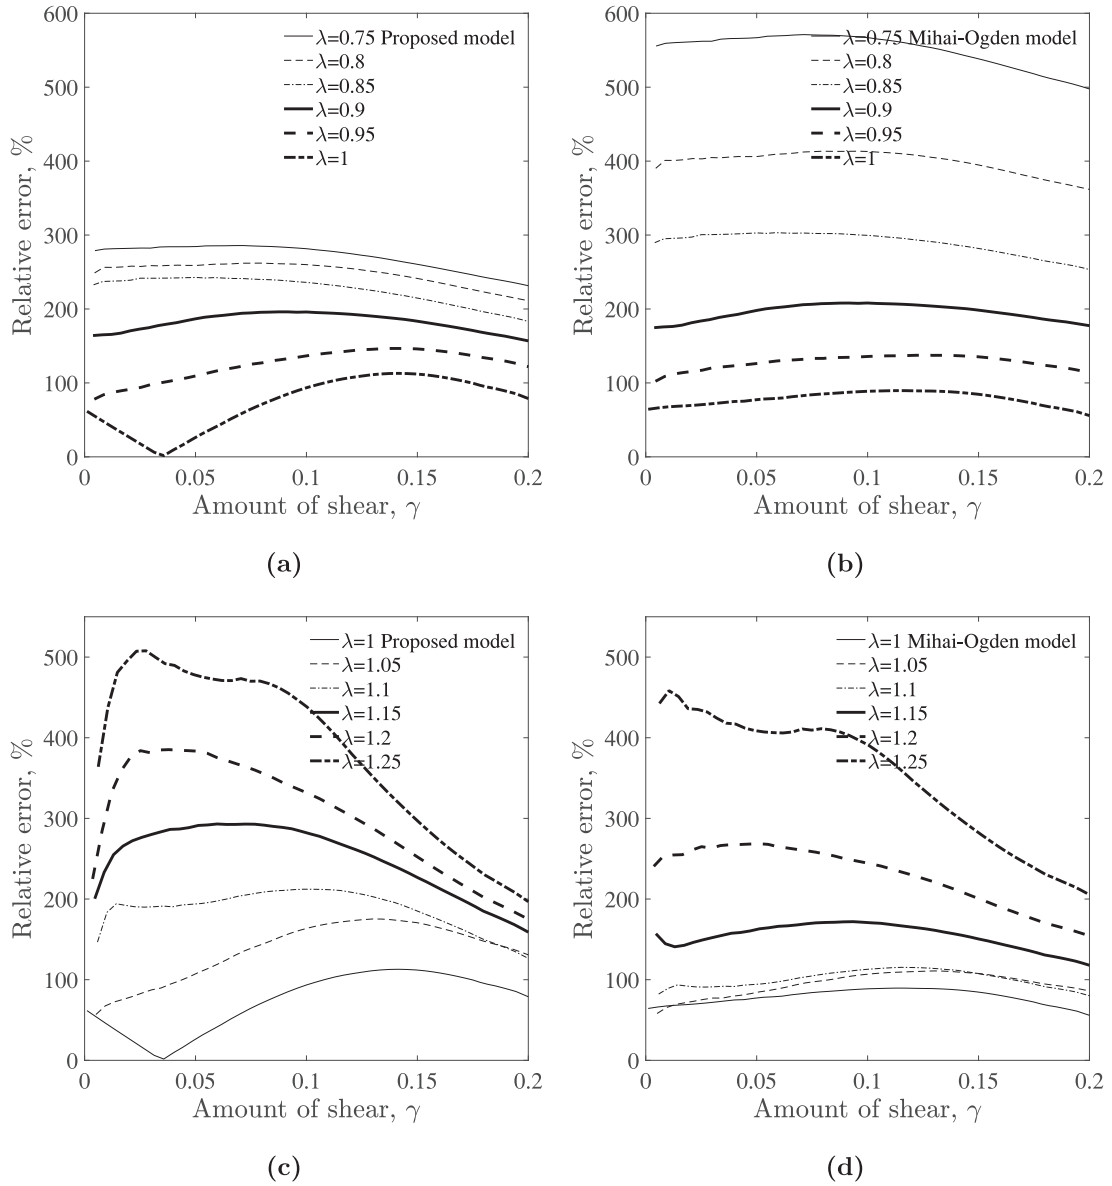 600
500
400
300
200
100
0
Relative error, %
λ=0.75 Proposed model
λ=0.8
λ=0.85
λ=0.9
λ=0.95
λ=1
0 0.05 0.1 0.15 0.2
Amount of shear, γ
(a)
600
500
400
300
200
100
0
Relative error, %
λ=0.75 Mihai-Ogden model
λ=0.8
λ=0.85
λ=0.9
λ=0.95
λ=1
0 0.05 0.1 0.15 0.2
Amount of shear, γ
(b)
500
400
300
200
100
0
Relative error, %
λ=1 Proposed model
λ=1.05
λ=1.1
λ=1.15
λ=1.2
λ=1.25
0 0.05 0.1 0.15 0.2
Amount of shear, γ
(c)
500
400
300
200
100
0
Relative error, %
λ=1 Mihai-Ogden model
λ=1.05
λ=1.1
λ=1.15
λ=1.2
λ=1.25
0 0.05 0.1 0.15 0.2
Amount of shear, γ
(d)